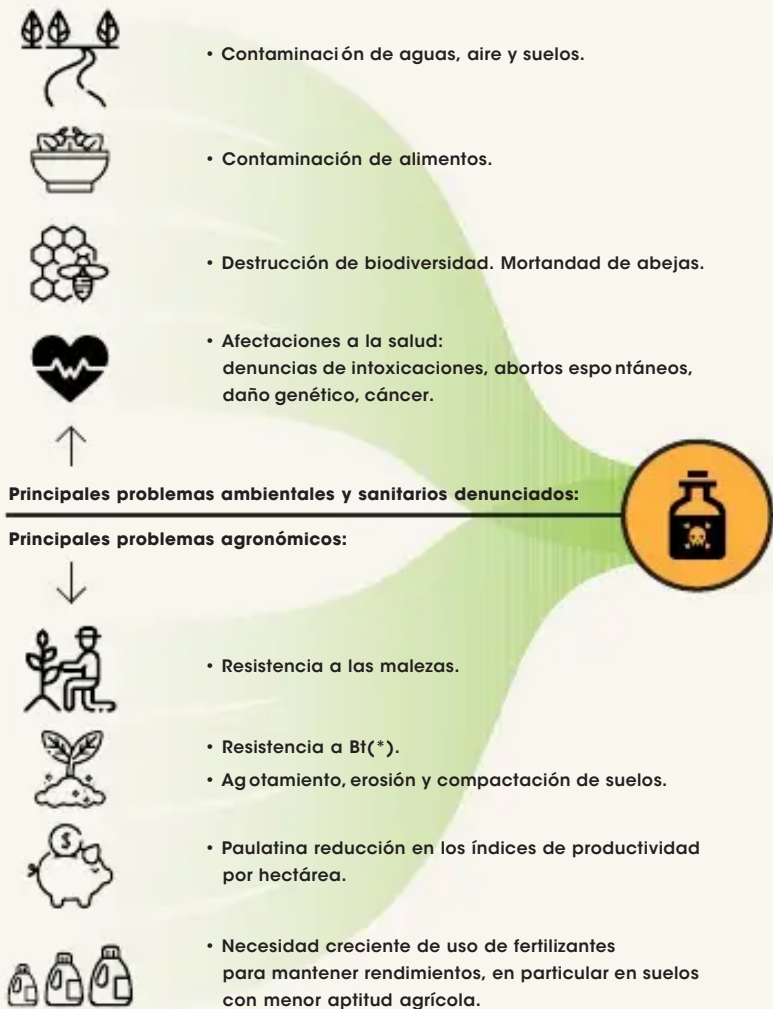 • Contaminación de aguas, aire y suelos.
• Contaminación de alimentos.
• Destrucción de biodiversidad. Mortandad de abejas.
• Afectaciones a la salud:
denuncias de intoxicaciones, abortos espontáneos,
daño genético, cáncer.
Principales problemas ambientales y sanitarios denunciados:
Principales problemas agronómicos:
• Resistencia a las malezas.
• Resistencia a Bt(*).
• Agotamiento, erosión y compactación de suelos.
$
• Paulatina reducción en los índices de productividad
por hectárea.
• Necesidad creciente de uso de fertilizantes
para mantener rendimientos, en particular en suelos
con menor aptitud agrícola.